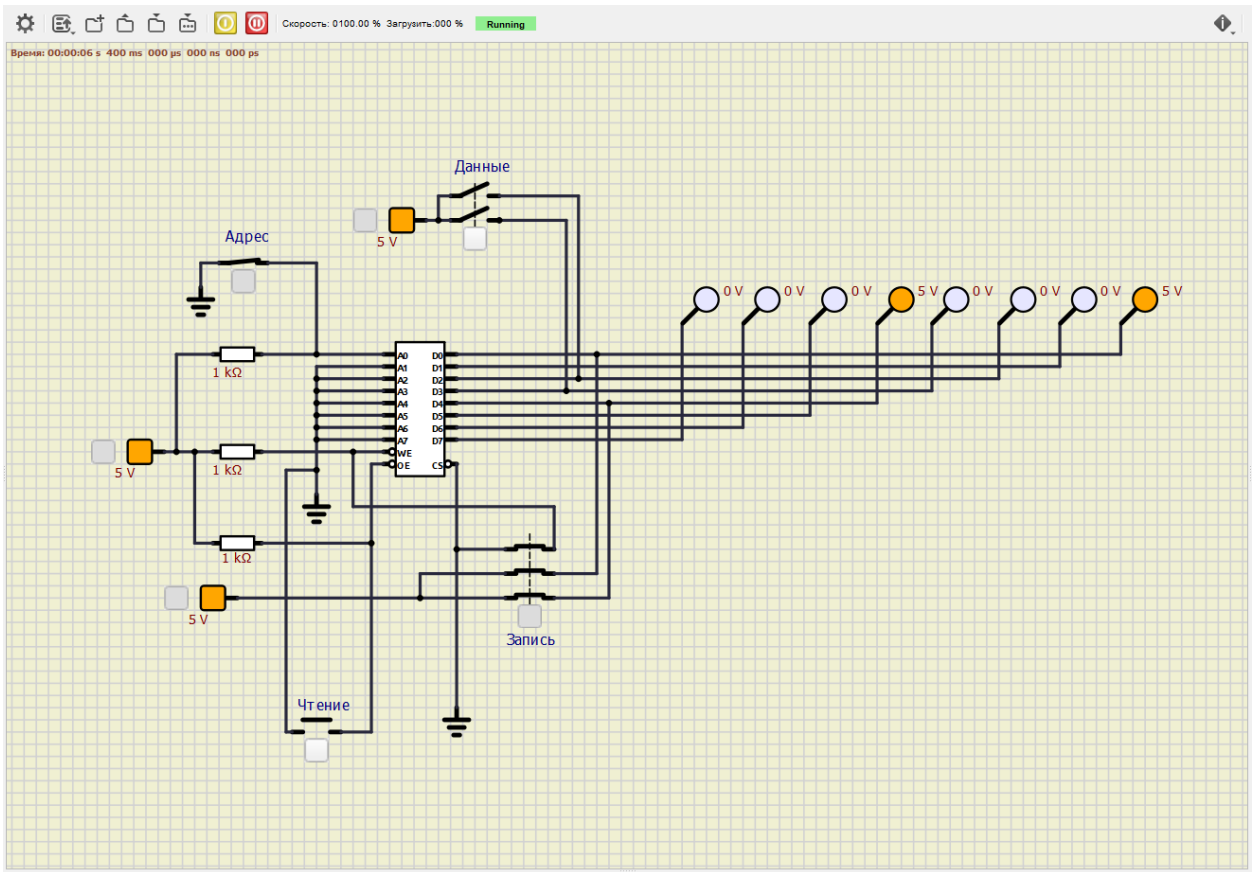 Скорость: 0100.00 % Загрузить:000 % Running
Время: 00:00:06 s 400 ms 000 µs 000 ns 000 ps
Данные
5 V
Адрес
0 V 0 V 0 V 5 V 0 V 0 V 0 V 5 V
1 kΩ
A0 D0
A1 D1
A2 D2
A3 D3
A4 D4
A5 D5
A6 D6
A7 D7
WE
OE CS
5 V
1 kΩ
1 kΩ
5 V
Запись
Чтение